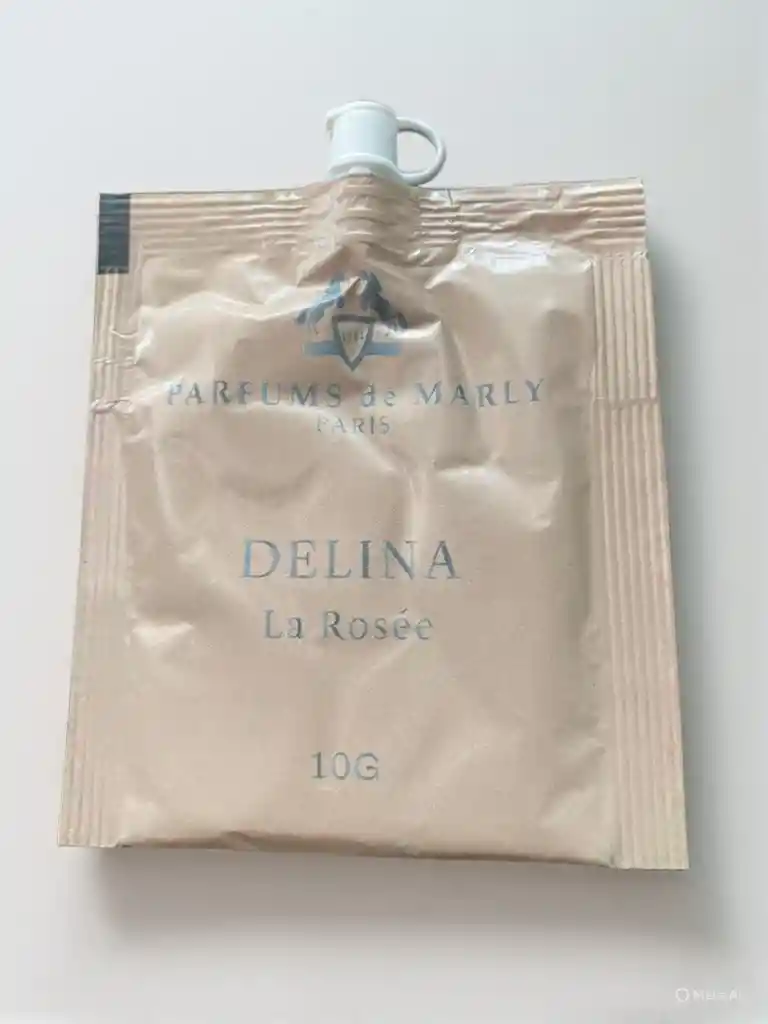 PARFUMS de MARLY
PARIS
DELINA
La Rosée
10G